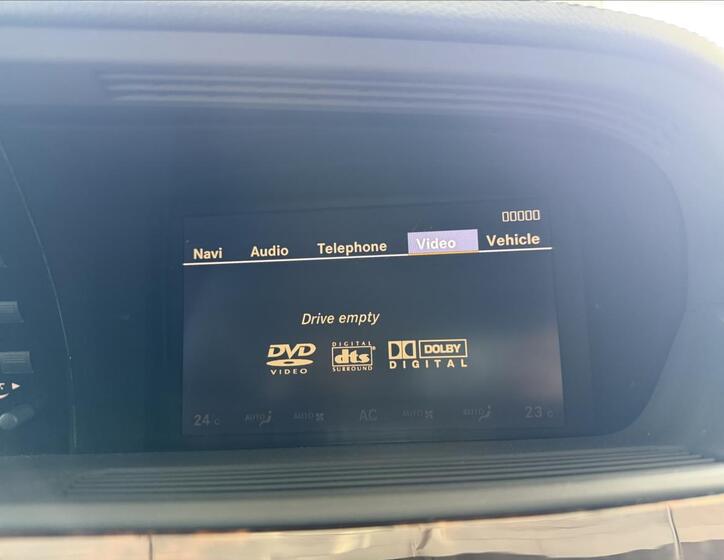 ▯▯▯▯▯
Navi Audio Telephone Video Vehicle
Drive empty
DVD
VIDEO
DIGITAL
dts
SURROUND
DOLBY
DIGITAL
24°C AUTO AUTO AC AUTO AUTO 23°C